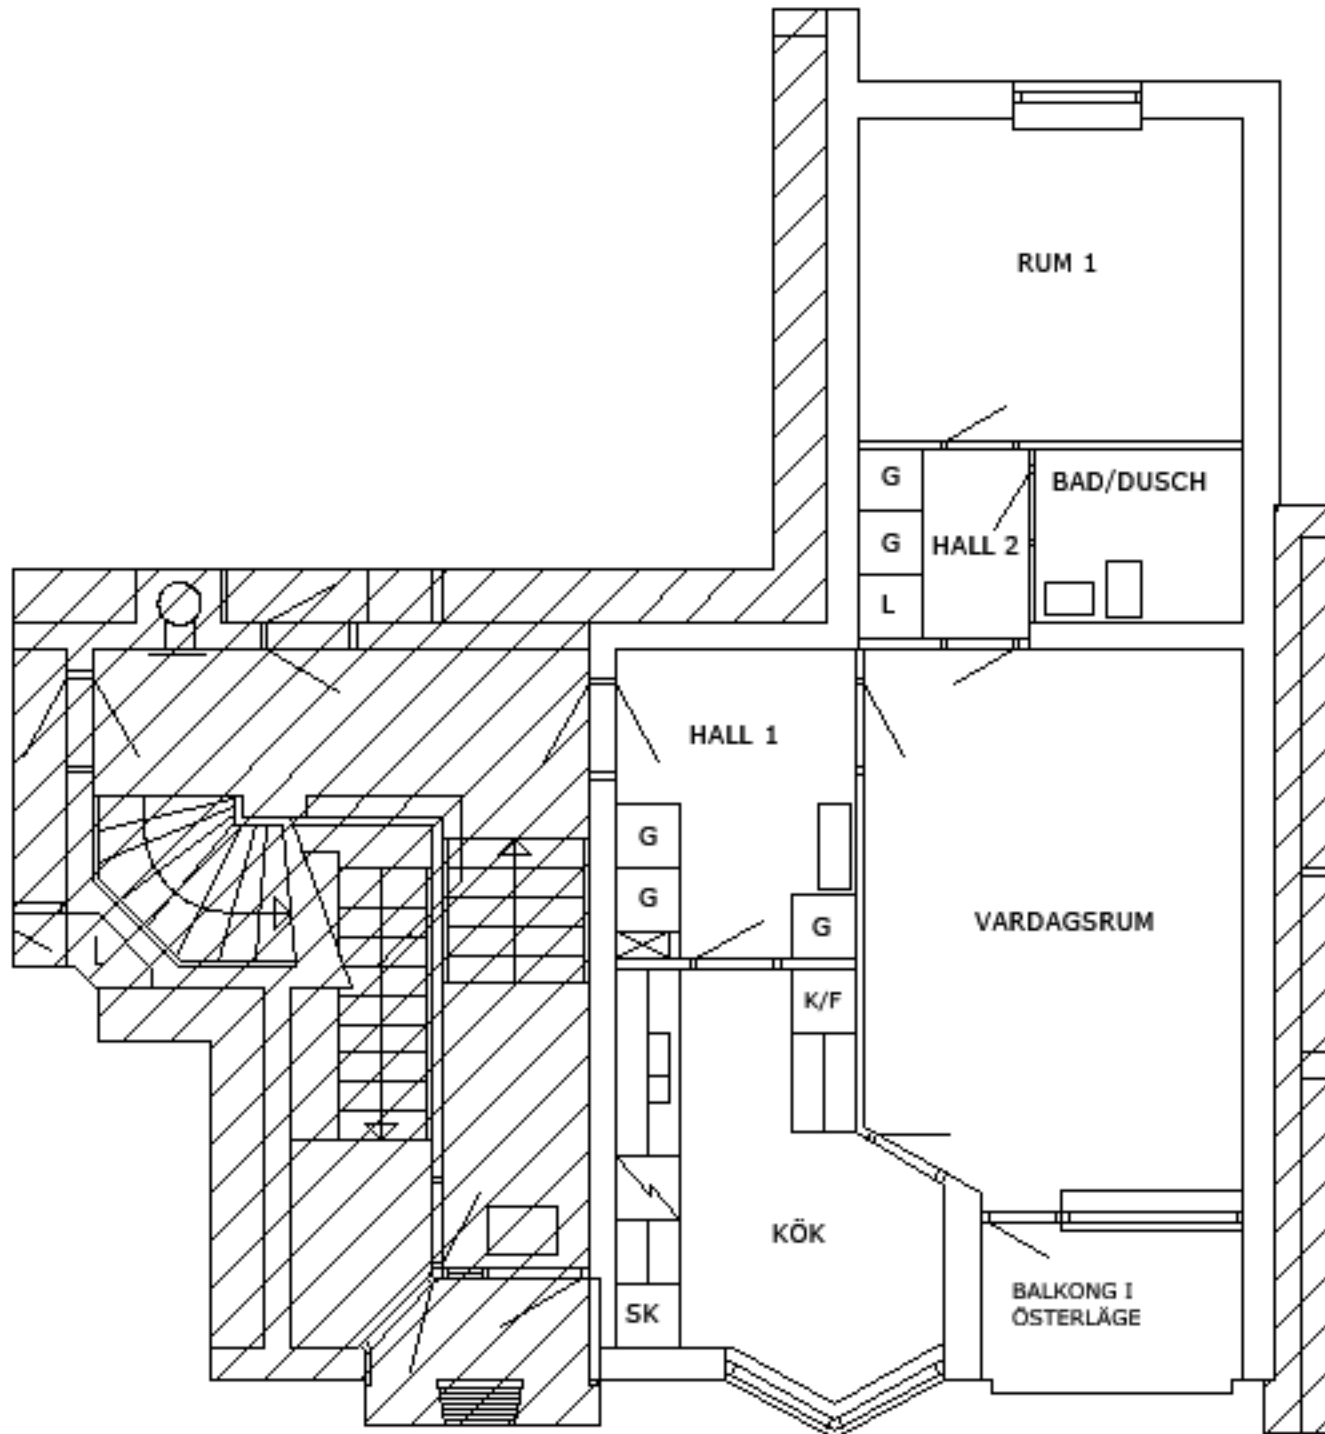 RUM 1
G
BAD/DUSCH
G
HALL 2
L
HALL 1
G
G
G
VARDAGSRUM
L
K/F
KÖK
BALKONG I
ÖSTERLÄGE
SK